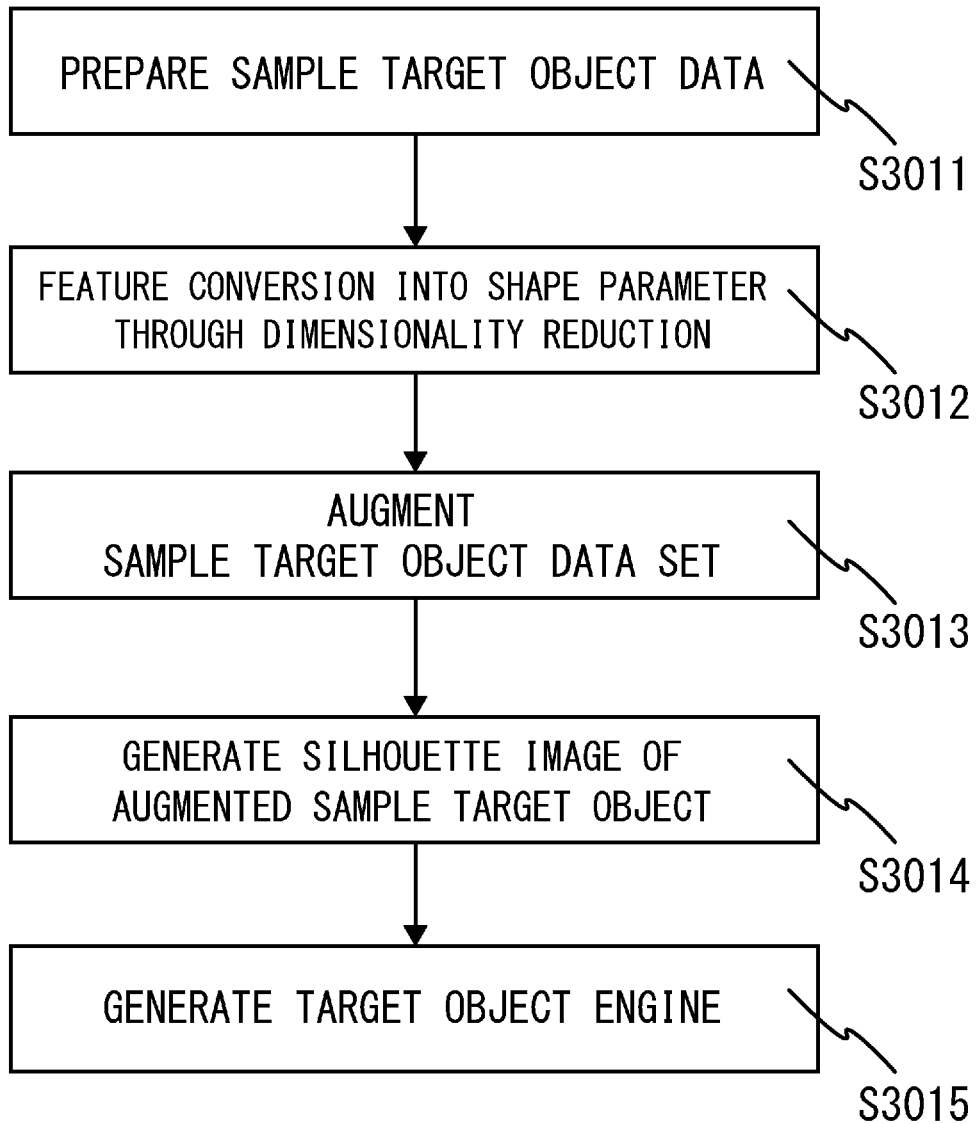 PREPARE SAMPLE TARGET OBJECT DATA
S3011
FEATURE CONVERSION INTO SHAPE PARAMETER
THROUGH DIMENSIONALITY REDUCTION
S3012
AUGMENT
SAMPLE TARGET OBJECT DATA SET
S3013
GENERATE SILHOUETTE IMAGE OF
AUGMENTED SAMPLE TARGET OBJECT
S3014
GENERATE TARGET OBJECT ENGINE
S3015